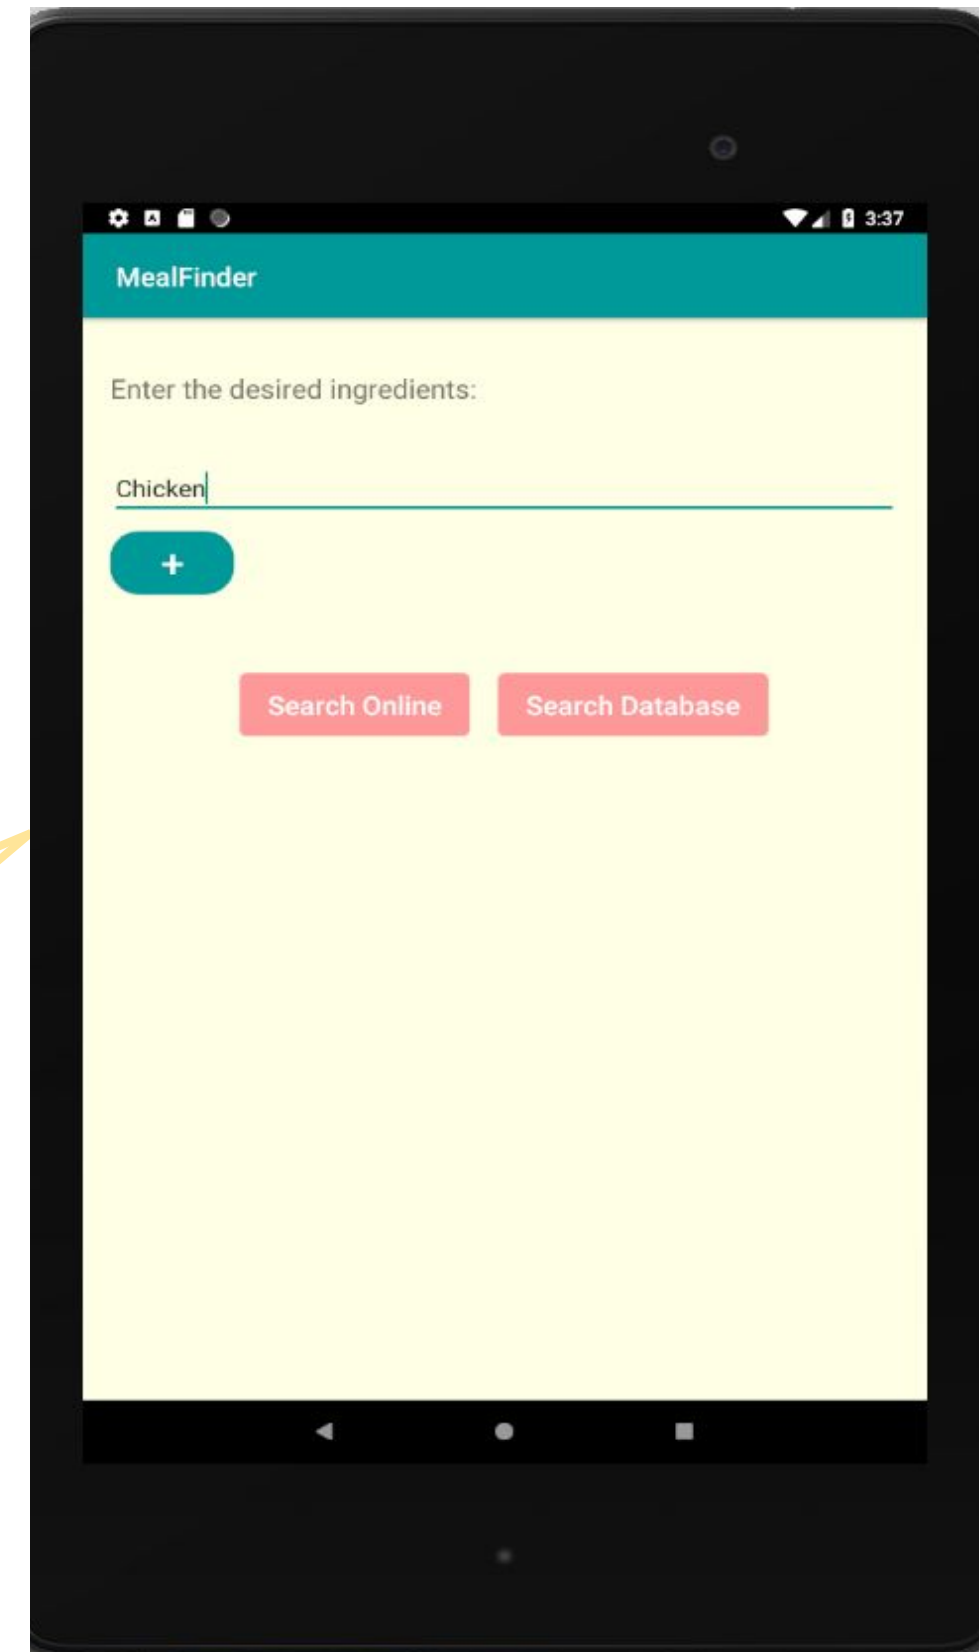 3:37
MealFinder
Enter the desired ingredients:
Chicken
+
Search Online Search Database